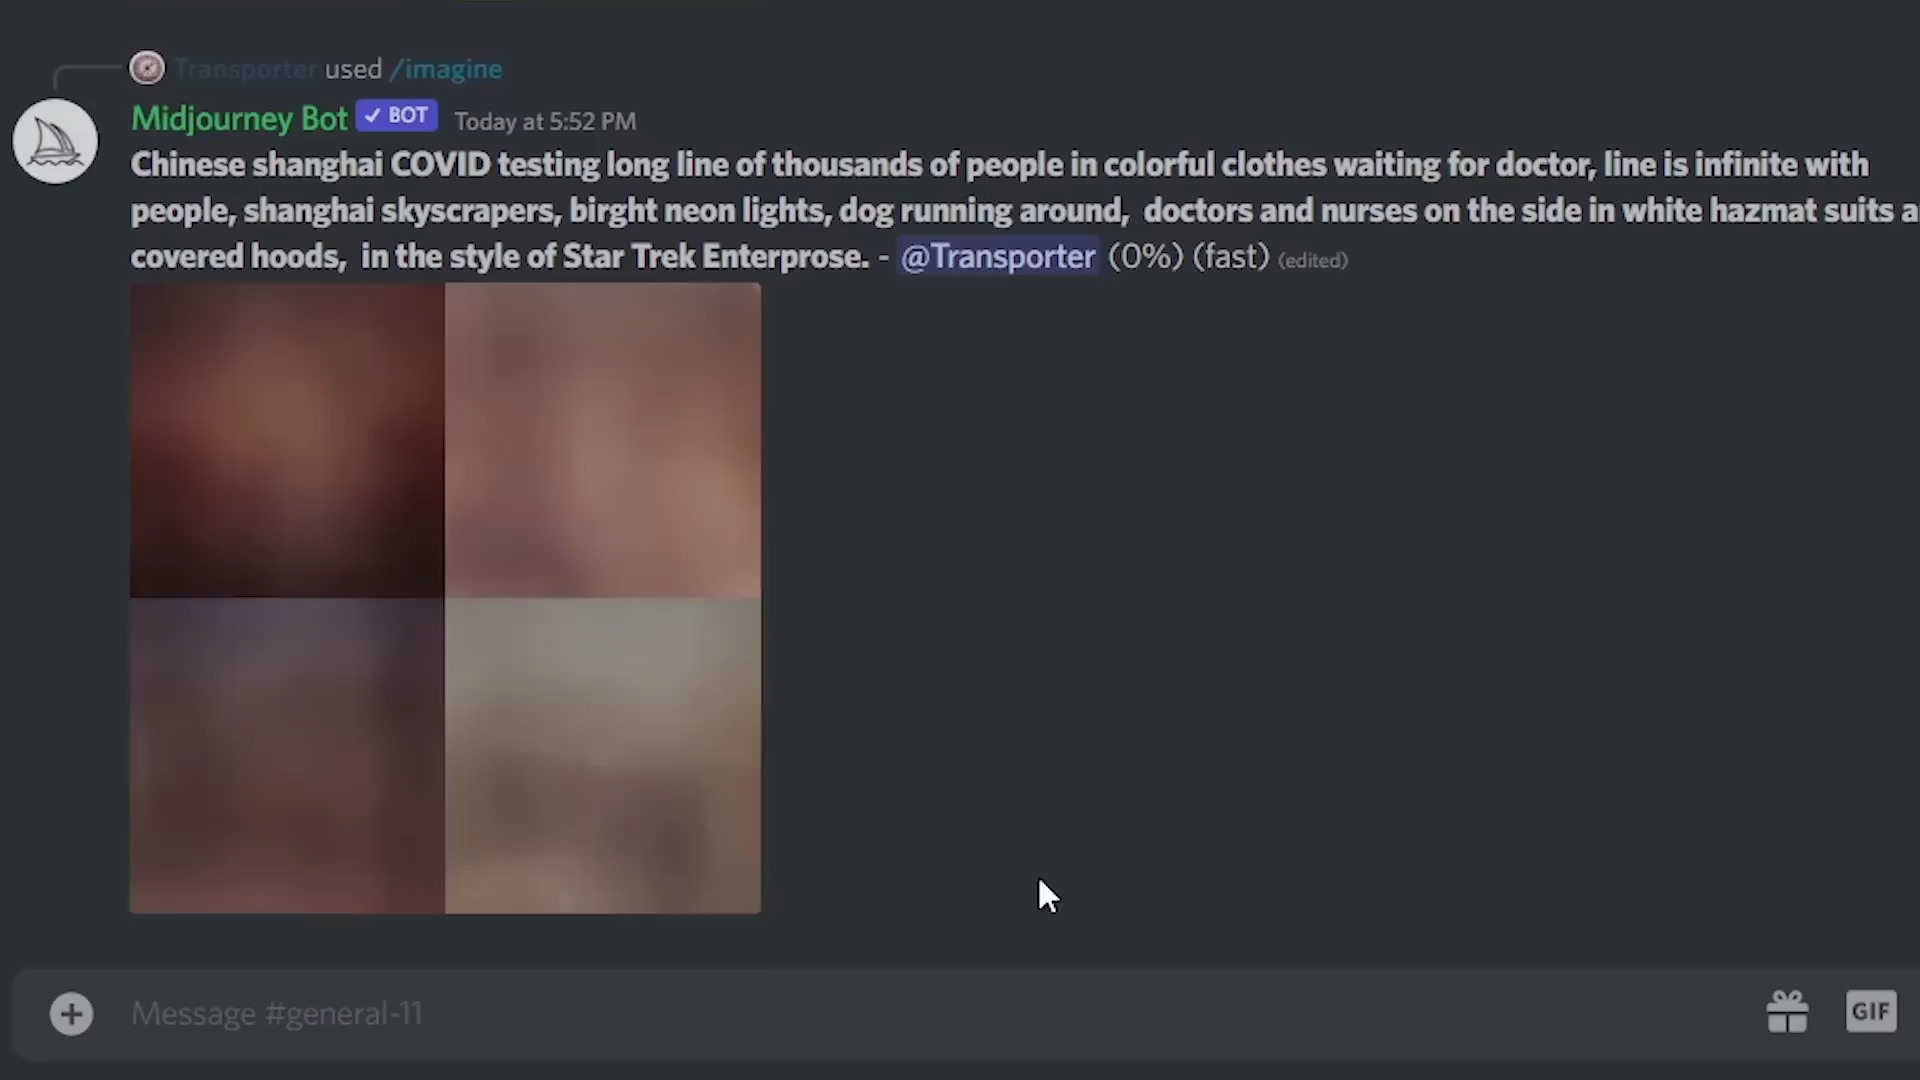 Transporter used /imagine
Midjourney Bot ✓ BOT Today at 5:52 PM
Chinese shanghai COVID testing long line of thousands of people in colorful clothes waiting for doctor, line is infinite with
people, shanghai skyscrapers, birght neon lights, dog running around, doctors and nurses on the side in white hazmat suits a
covered hoods, in the style of Star Trek Enterprose. - @Transporter (0%) (fast) (edited)
Message #general-11
GIF